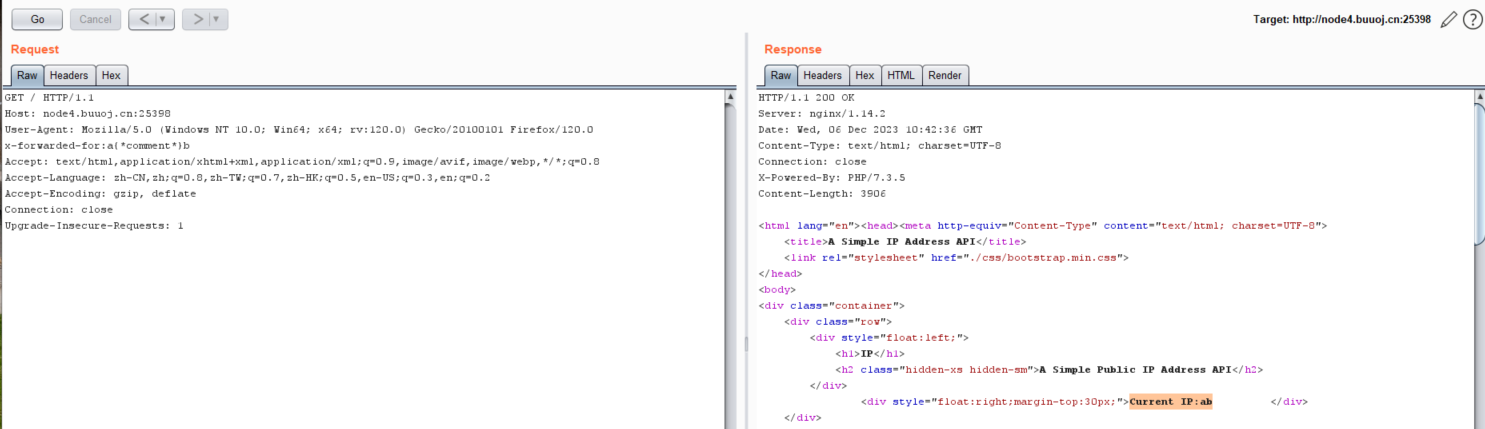 Go Cancel < ▼ > ▼ Target: http://node4.buuoj.cn:25398 ?
Request
Raw Headers Hex
GET / HTTP/1.1
Host: node4.buuoj.cn:25398
User-Agent: Mozilla/5.0 (Windows NT 10.0; Win64; x64; rv:120.0) Gecko/20100101 Firefox/120.0
x-forwarded-for:a{*comment*}b
Accept: text/html,application/xhtml+xml,application/xml;q=0.9,image/avif,image/webp,*/*;q=0.8
Accept-Language: zh-CN,zh;q=0.8,zh-TW;q=0.7,zh-HK;q=0.5,en-US;q=0.3,en;q=0.2
Accept-Encoding: gzip, deflate
Connection: close
Upgrade-Insecure-Requests: 1
Response
Raw Headers Hex HTML Render
HTTP/1.1 200 OK
Server: nginx/1.14.2
Date: Wed, 06 Dec 2023 10:42:36 GMT
Content-Type: text/html; charset=UTF-8
Connection: close
X-Powered-By: PHP/7.3.5
Content-Length: 3906
<html lang="en"><head><meta http-equiv="Content-Type" content="text/html; charset=UTF-8">
<title>A Simple IP Address API</title>
<link rel="stylesheet" href="./css/bootstrap.min.css">
</head>
<body>
<div class="container">
<div class="row">
<div style="float:left;">
<h1>IP</h1>
<h2 class="hidden-xs hidden-sm">A Simple Public IP Address API</h2>
</div>
<div style="float:right;margin-top:30px;">Current IP:ab </div>
</div>